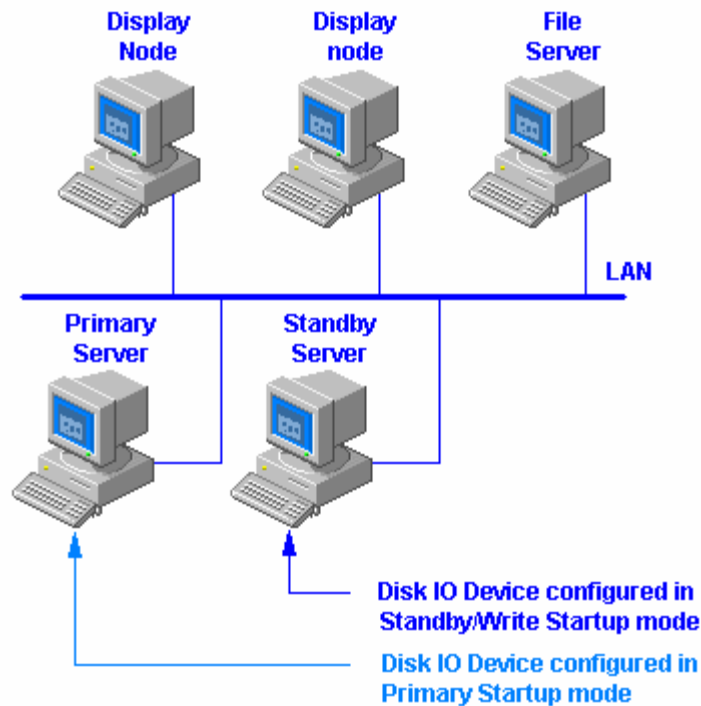 Display
Node
Display
node
File
Server
LAN
Primary
Server
Standby
Server
Disk IO Device configured in
Standby/Write Startup mode
Disk IO Device configured in
Primary Startup mode